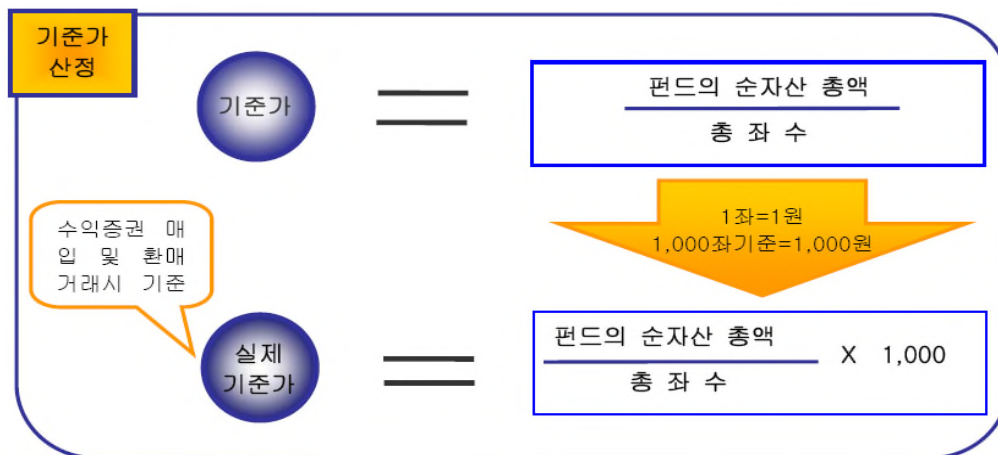 기준가
산정
기준가
펀드의 순자산 총액
총 좌 수
1좌=1원
1,000좌기준=1,000원
수익증권 매
입 및 환매
거래시 기준
실제
기준가
펀드의 순자산 총액
총 좌 수
X 1,000